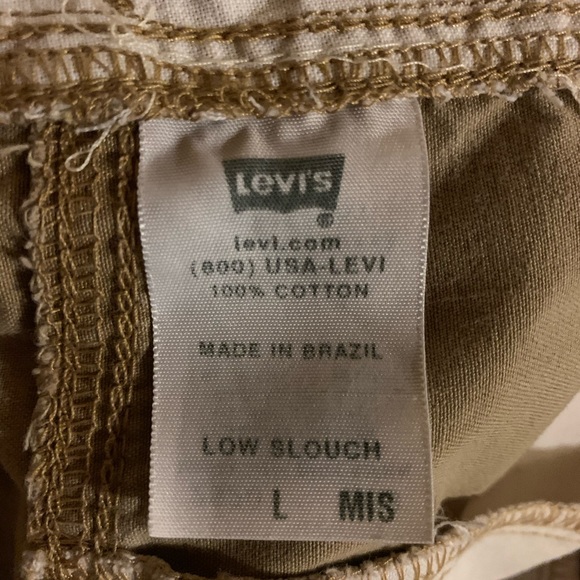 Levi's
®
levi.com
(800) USA-LEVI
100% COTTON
MADE IN BRAZIL
LOW SLOUCH
L MIS